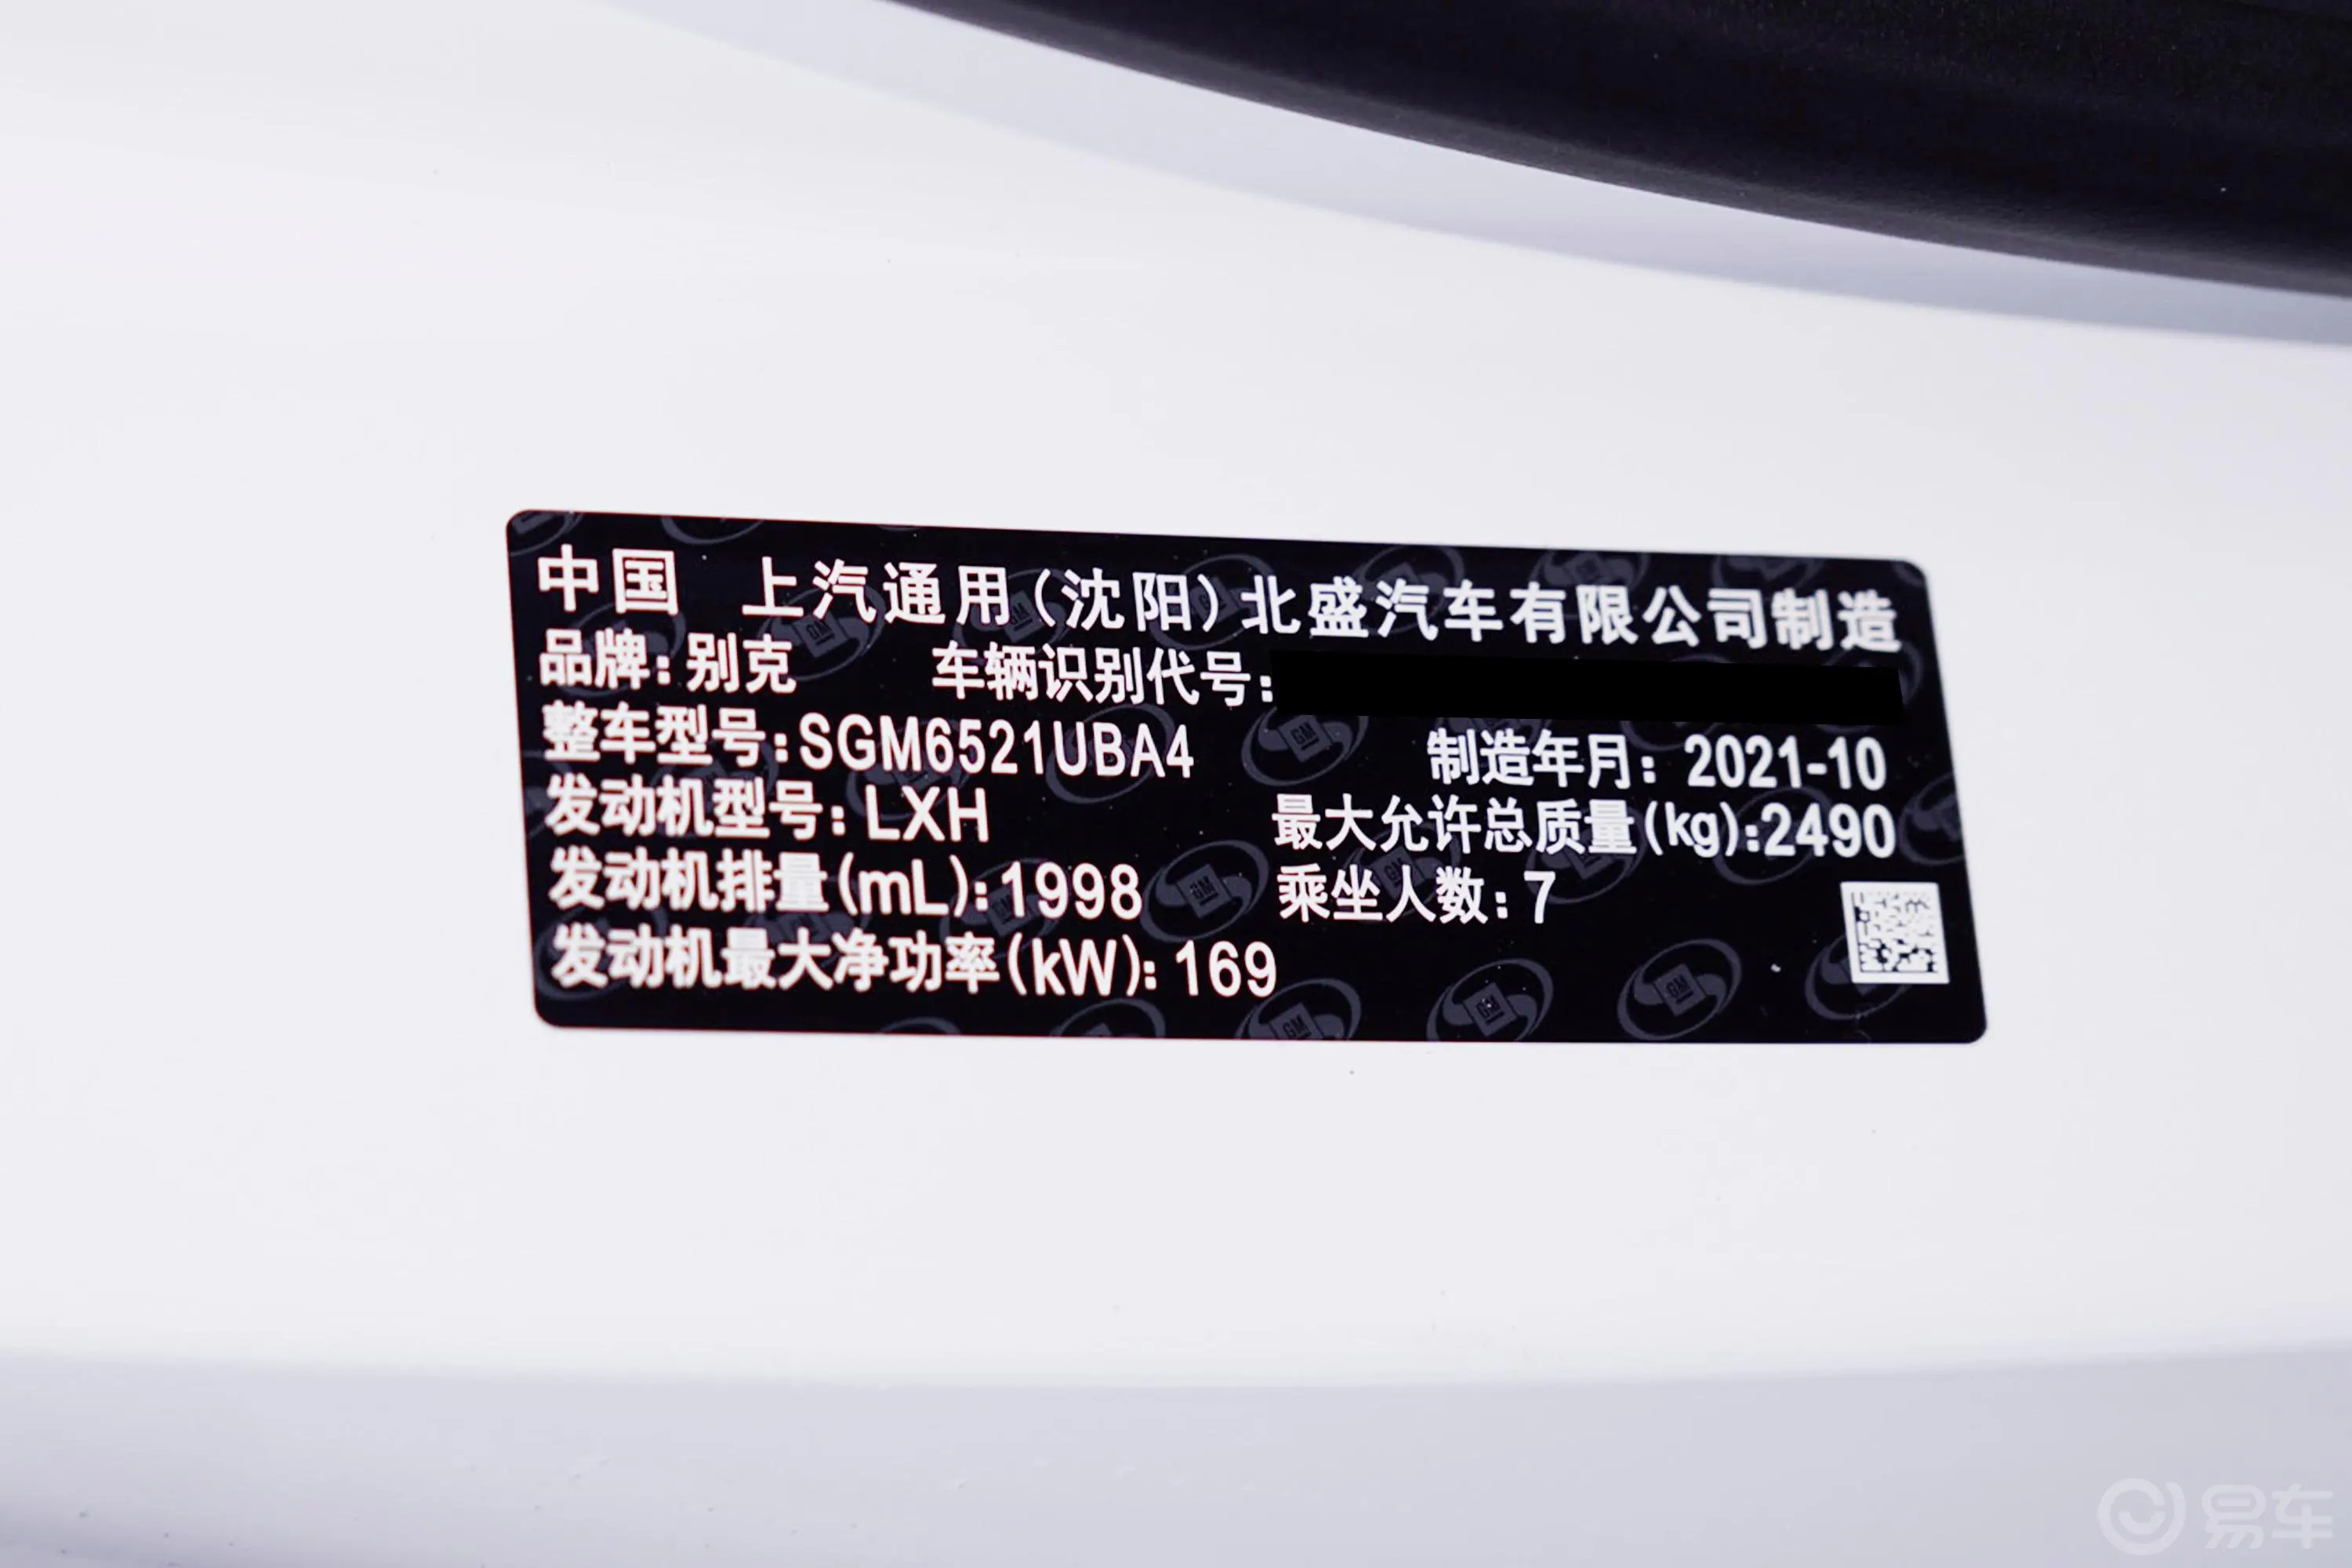 中国 上汽通用(沈阳)北盛汽车有限公司制造
品牌:别克 车辆识别代号:
整车型号:SGM6521UBA4 制造年月: 2021-10
发动机型号:LXH 最大允许总质量(kg):2490
发动机排量(mL):1998 乘坐人数:7
发动机最大净功率(kW): 169
GM
易车